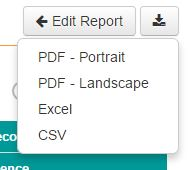 Edit Report
PDF - Portrait
PDF - Landscape
Excel
CSV